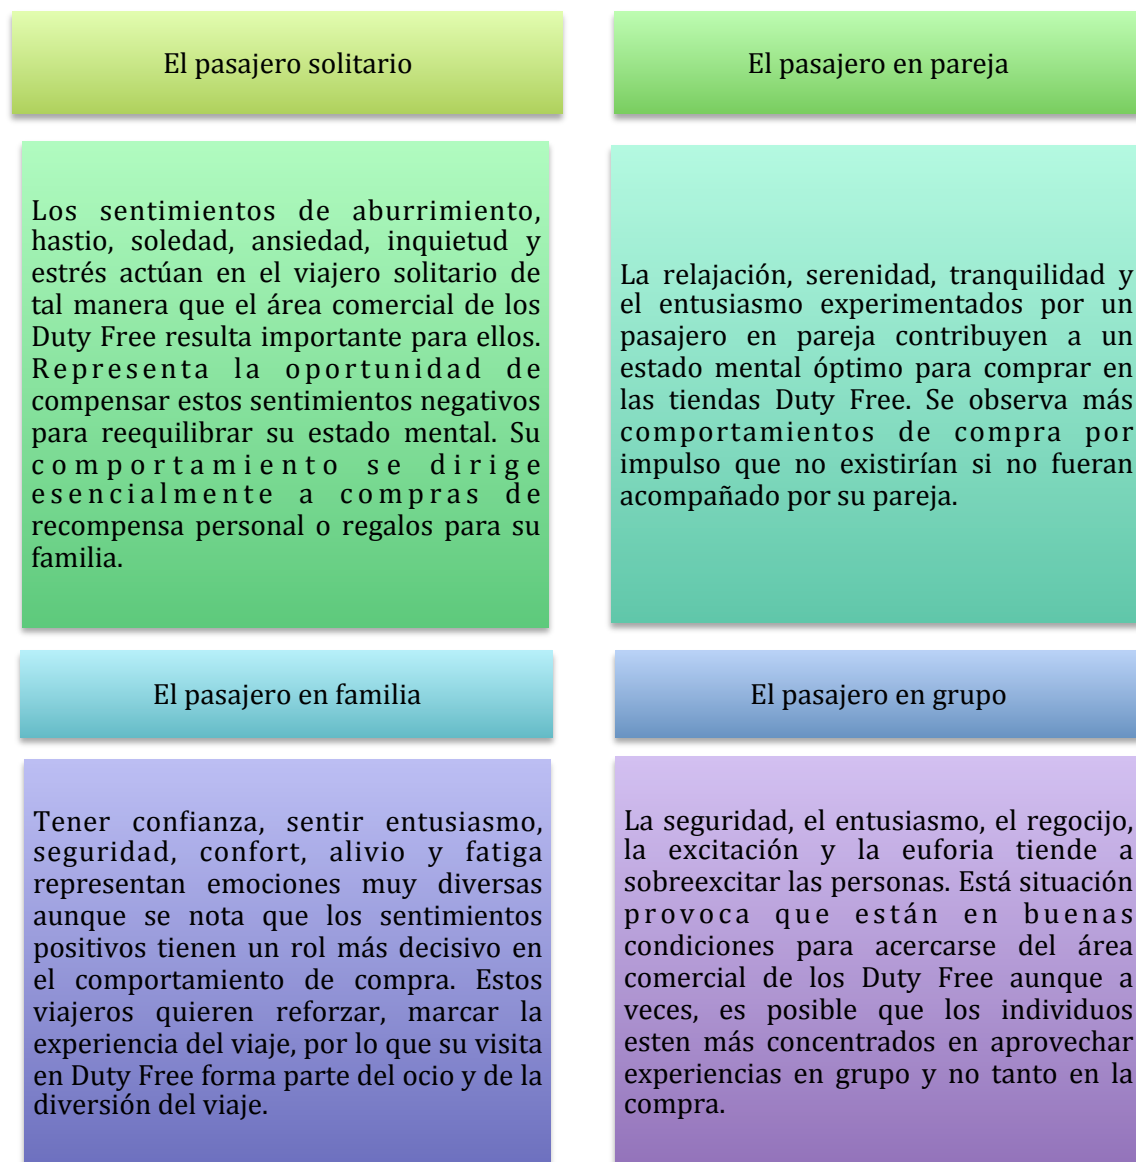 El pasajero solitario
Los sentimientos de aburrimiento,
hastio, soledad, ansiedad, inquietud y
estrés actúan en el viajero solitario de
tal manera que el área comercial de los
Duty Free resulta importante para ellos.
Representa la oportunidad de
compensar estos sentimientos negativos
para reequilibrar su estado mental. Su
comportamiento se dirige
esencialmente a compras de
recompensa personal o regalos para su
familia.
El pasajero en pareja
La relajación, serenidad, tranquilidad y
el entusiasmo experimentados por un
pasajero en pareja contribuyen a un
estado mental óptimo para comprar en
las tiendas Duty Free. Se observa más
comportamientos de compra por
impulso que no existirían si no fueran
acompañado por su pareja.
El pasajero en familia
Tener confianza, sentir entusiasmo,
seguridad, confort, alivio y fatiga
representan emociones muy diversas
aunque se nota que los sentimientos
positivos tienen un rol más decisivo en
el comportamiento de compra. Estos
viajeros quieren reforzar, marcar la
experiencia del viaje, por lo que su visita
en Duty Free forma parte del ocio y de la
diversión del viaje.
El pasajero en grupo
La seguridad, el entusiasmo, el regocijo,
la excitación y la euforia tiende a
sobreexcitar las personas. Está situación
provoca que están en buenas
condiciones para acercarse del área
comercial de los Duty Free aunque a
veces, es posible que los individuos
esten más concentrados en aprovechar
experiencias en grupo y no tanto en la
compra.